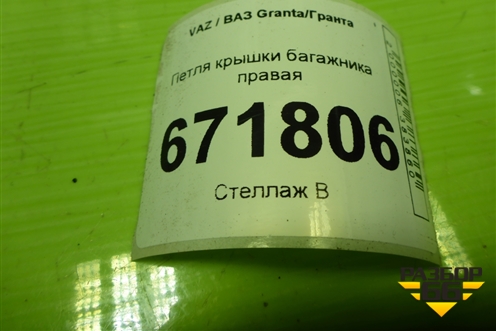 VAZ / ВАЗ Granta/Гранта
Петля крышки багажника
правая
671806
Стеллаж В
РАЗБОР